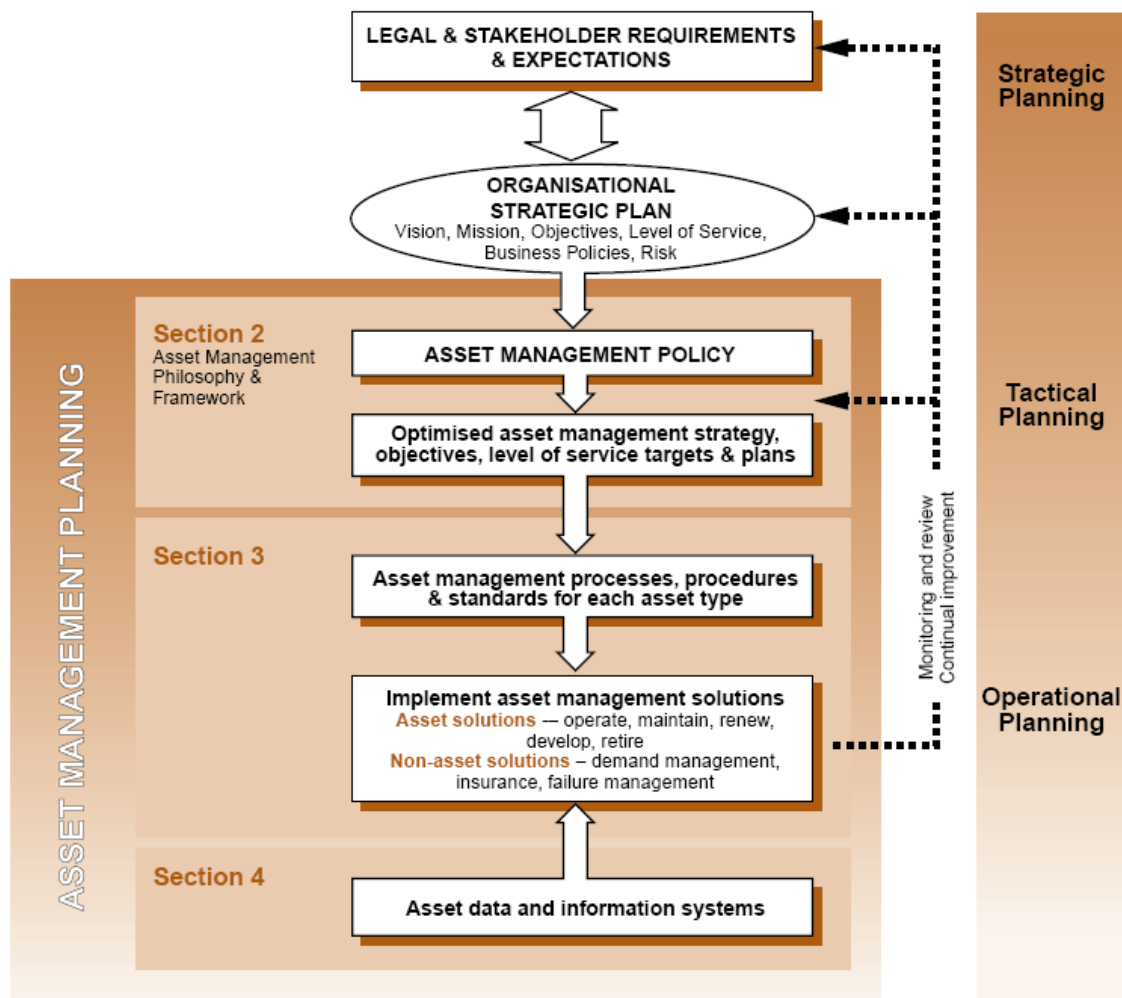 LEGAL & STAKEHOLDER REQUIREMENTS
& EXPECTATIONS
Strategic
Planning
ORGANISATIONAL
STRATEGIC PLAN
Vision, Mission, Objectives, Level of Service,
Business Policies, Risk
ASSET MANAGEMENT PLANNING
Section 2
Asset Management
Philosophy &
Framework
ASSET MANAGEMENT POLICY
Optimised asset management strategy,
objectives, level of service targets & plans
Tactical
Planning
Section 3
Asset management processes, procedures
& standards for each asset type
Implement asset management solutions
Asset solutions — operate, maintain, renew,
develop, retire
Non-asset solutions – demand management,
insurance, failure management
Monitoring and review
Continual improvement
Operational
Planning
Section 4
Asset data and information systems